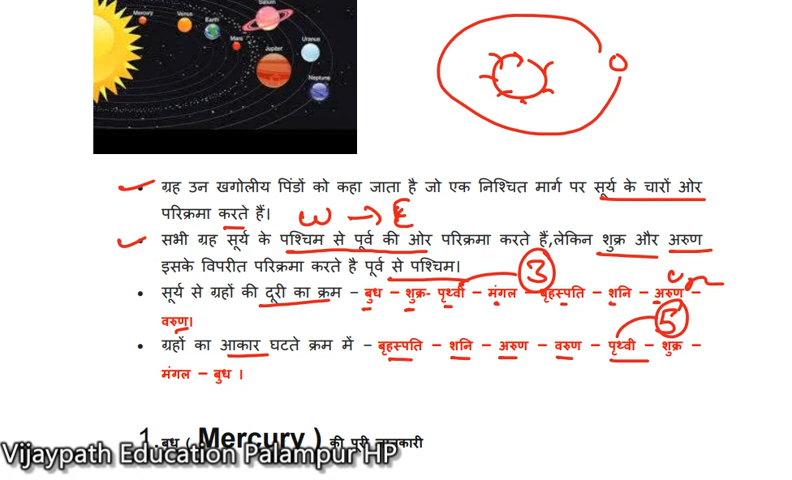 Mercury
Venus
Earth
Mars
Saturn
Jupiter
Uranus
Neptune
ग्रह उन खगोलीय पिंडों को कहा जाता है जो एक निश्चित मार्ग पर सूर्य के चारों ओर
परिक्रमा करते हैं।
W → E
सभी ग्रह सूर्य के पश्चिम से पूर्व की ओर परिक्रमा करते हैं,लेकिन शुक्र और अरुण
इसके विपरीत परिक्रमा करते है पूर्व से पश्चिम।
3
सूर्य से ग्रहों की दूरी का क्रम – बुध – शुक्र- पृथ्वी – मंगल – बृहस्पति – शनि – अरुण –
वरुण।
5
ग्रहों का आकार घटते क्रम में – बृहस्पति – शनि – अरुण – वरुण – पृथ्वी – शुक्र –
मंगल – बुध ।
1.बुध ( Mercury ) की पूरी जानकारी
Vijaypath Education Palampur HP